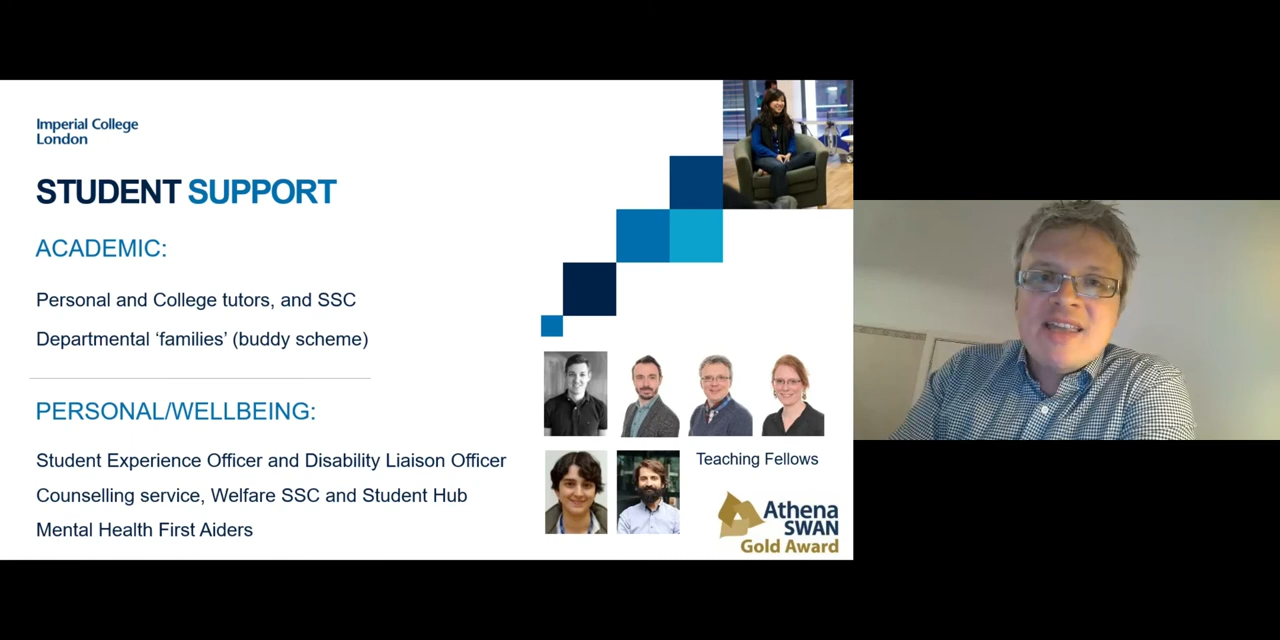 Imperial College
London
STUDENT SUPPORT
ACADEMIC:
Personal and College tutors, and SSC
Departmental ‘families’ (buddy scheme)
PERSONAL/WELLBEING:
Student Experience Officer and Disability Liaison Officer
Counselling service, Welfare SSC and Student Hub
Mental Health First Aiders
Teaching Fellows
Athena
SWAN
Gold Award